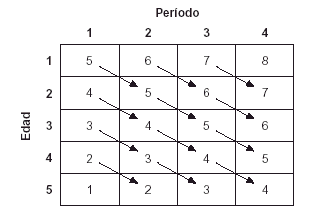 Período
1 2 3 4
Edad
1 5 6 7 8
2 4 5 6 7
3 3 4 5 6
4 2 3 4 5
5 1 2 3 4